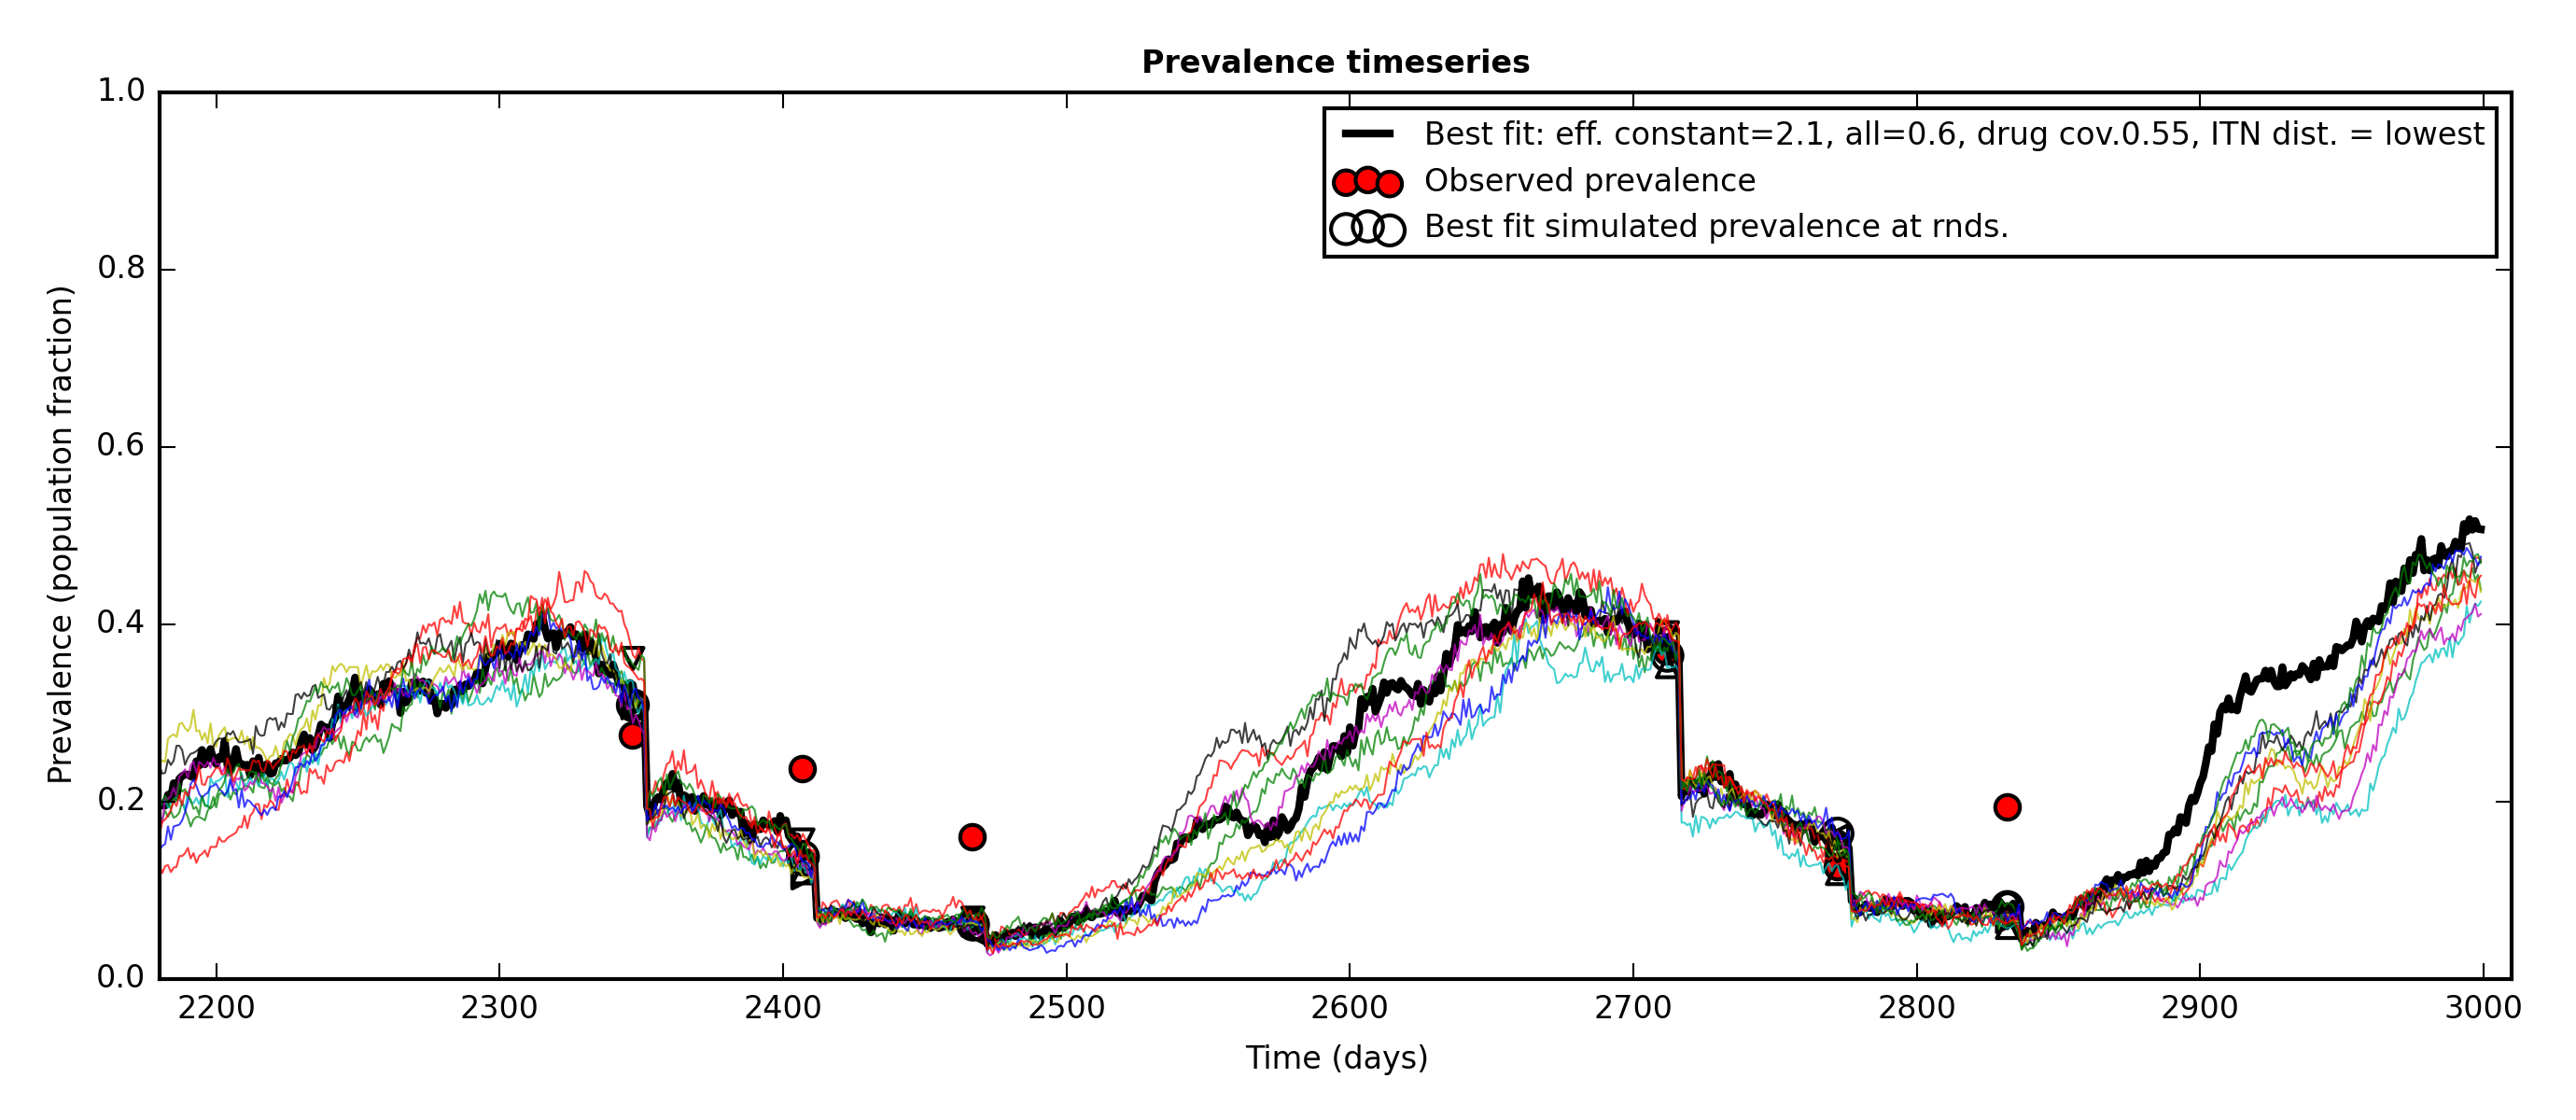 Prevalence timeseries
1.0
0.8
0.6
0.4
0.2
0.0
Prevalence (population fraction)
Best fit: eff. constant=2.1, all=0.6, drug cov.0.55, ITN dist. = lowest
Observed prevalence
Best fit simulated prevalence at rnds.
2200 2300 2400 2500 2600 2700 2800 2900 3000
Time (days)